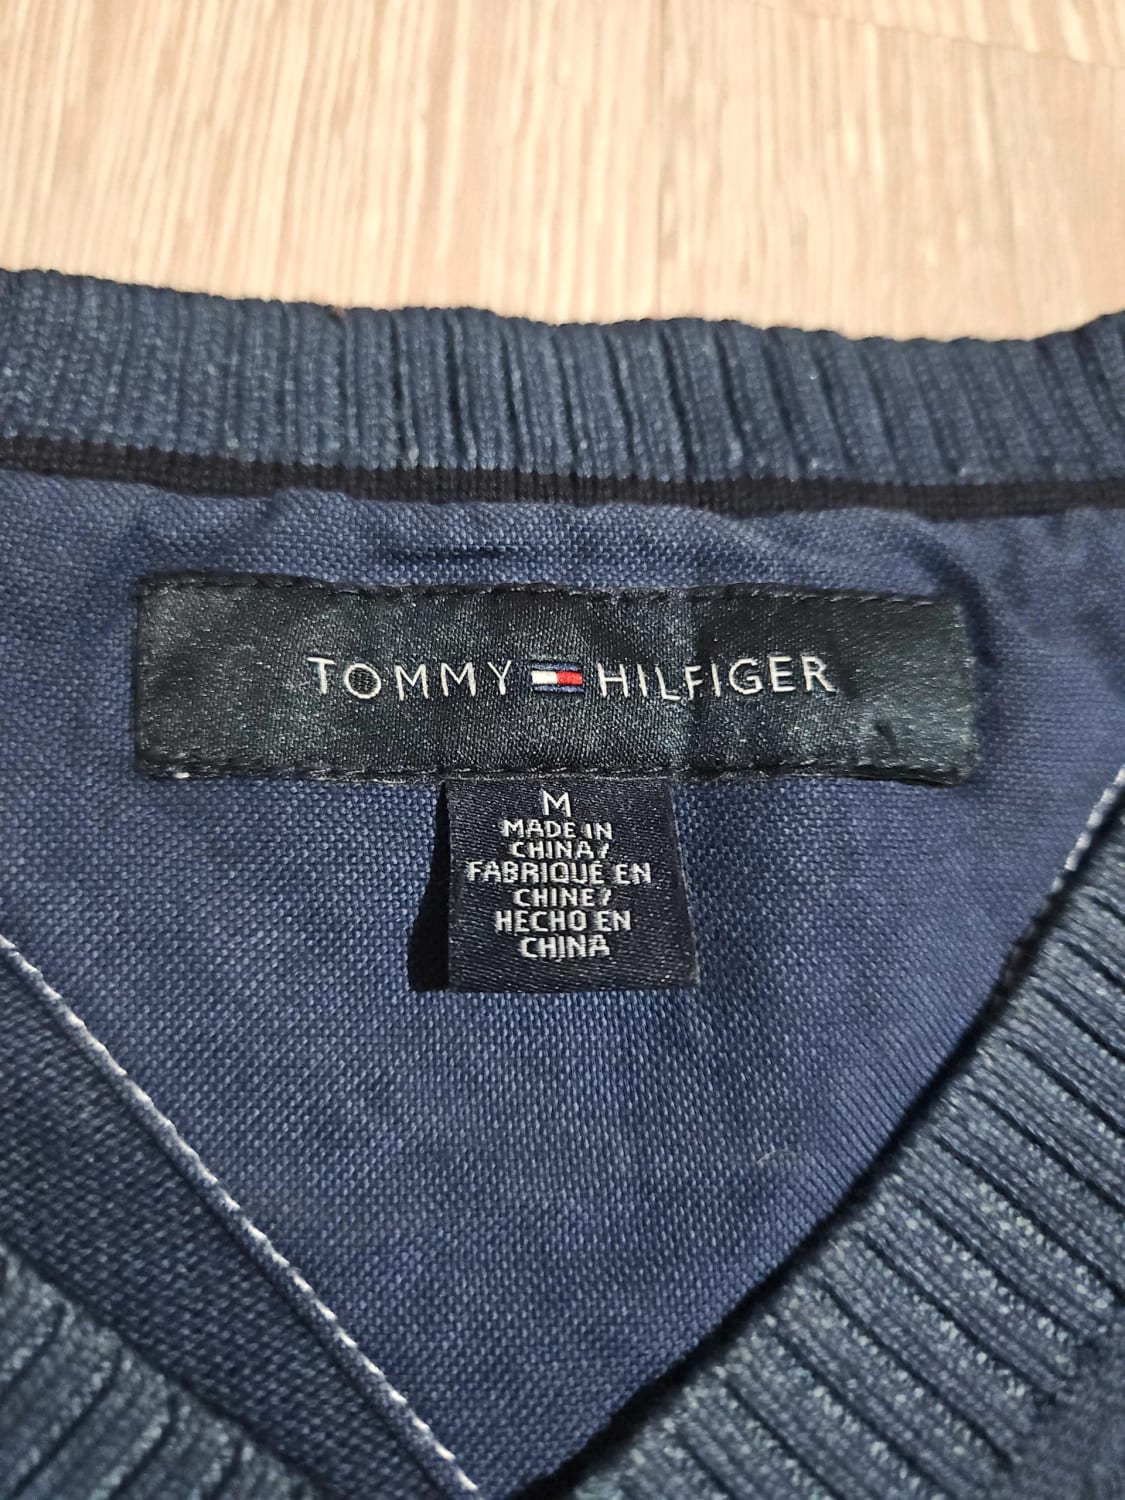 TOMMY HILFIGER
M
MADE IN
CHINA/
FABRIQUÉ EN
CHINE/
HECHO EN
CHINA